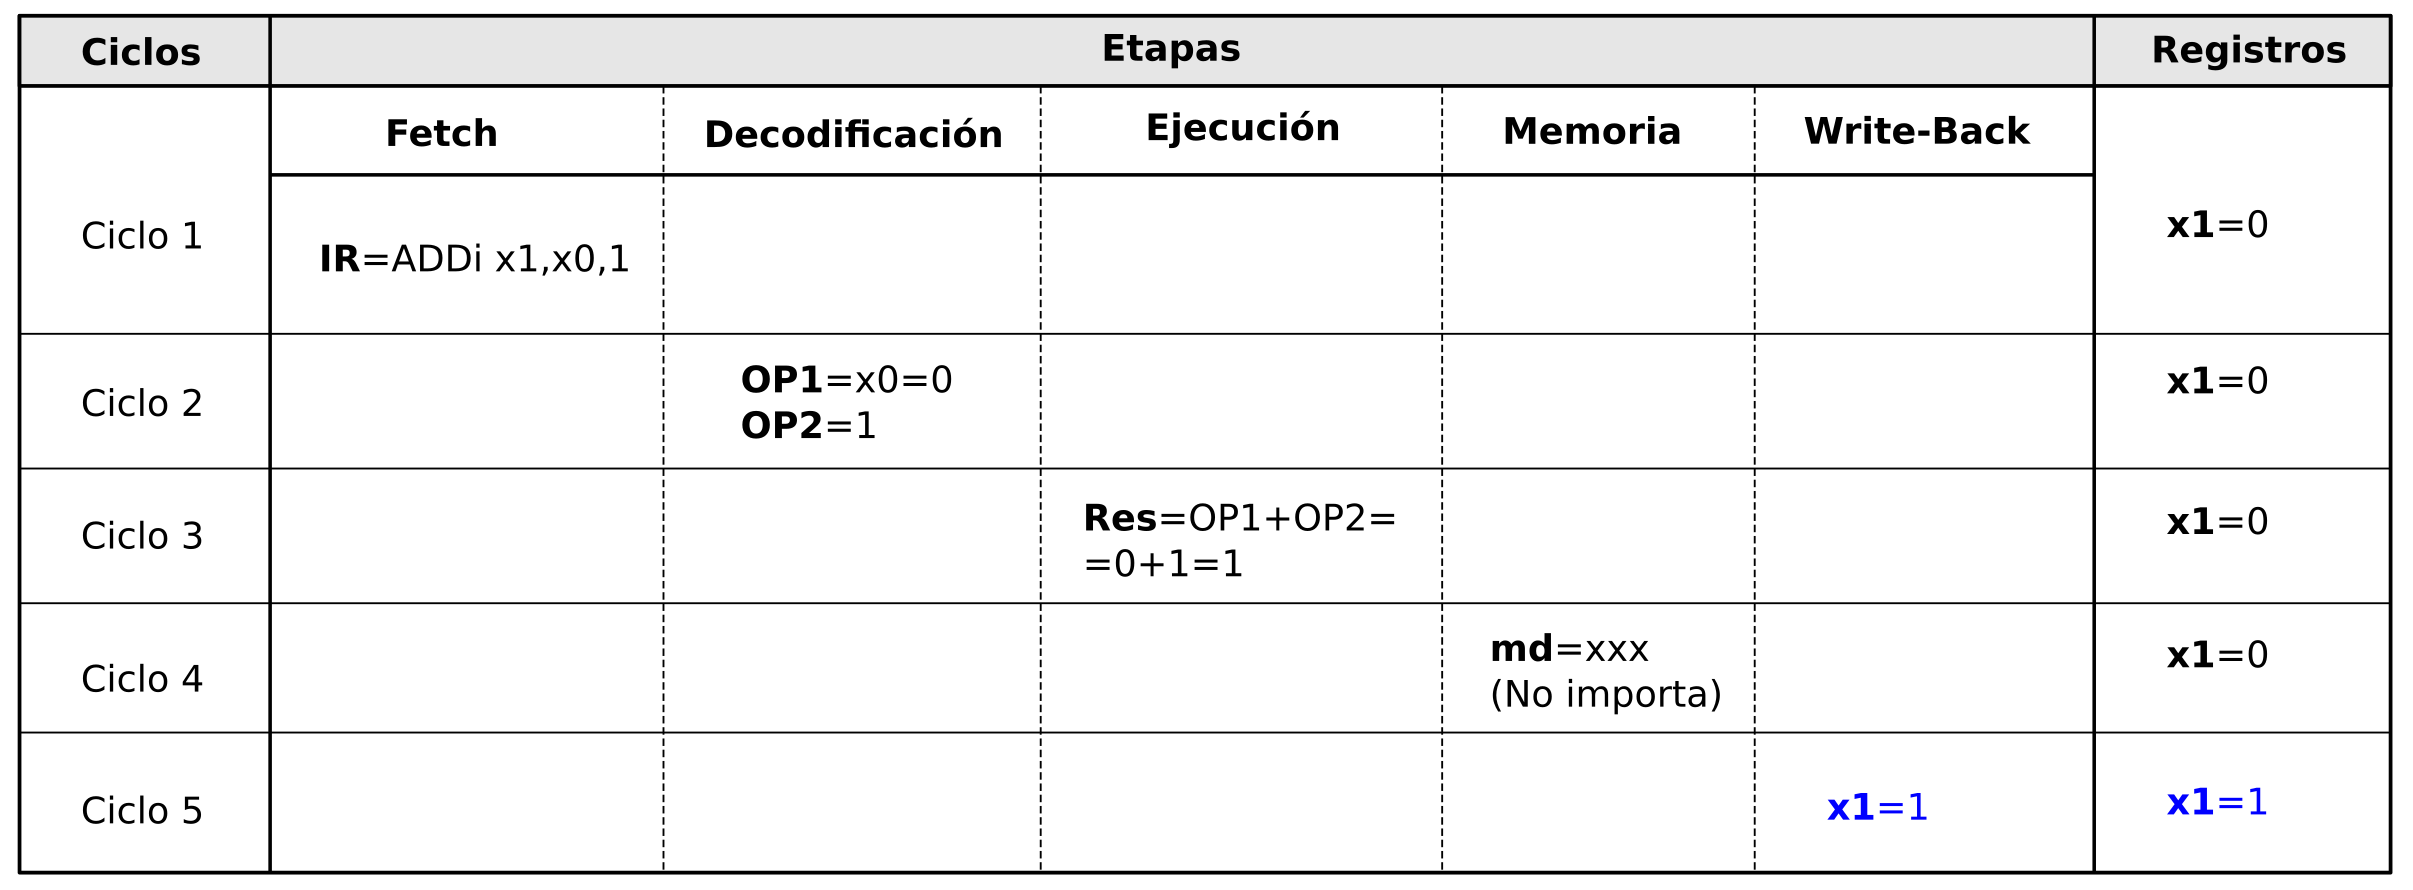 Ciclos
Etapas
Registros
Fetch
Decodificación
Ejecución
Memoria
Write-Back
Ciclo 1
IR=ADDi x1,x0,1
x1=0
Ciclo 2
OP1=x0=0
OP2=1
x1=0
Ciclo 3
Res=OP1+OP2=
=0+1=1
x1=0
Ciclo 4
md=xxx
(No importa)
x1=0
Ciclo 5
x1=1
x1=1